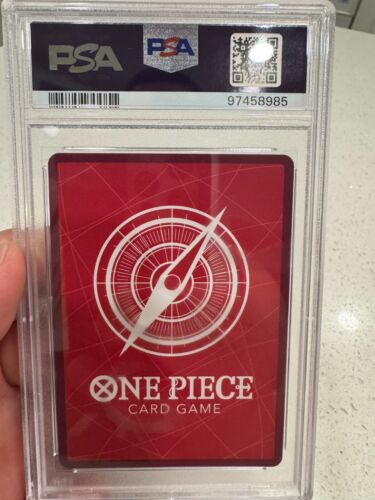 PSA
PSA
97458985
ONE PIECE
CARD GAME